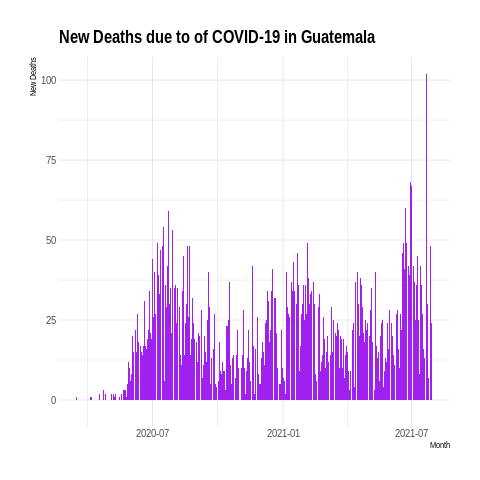 New Deaths due to of COVID-19 in Guatemala
New Deaths
100
75
50
25
0
2020-07
2021-01
2021-07
Month